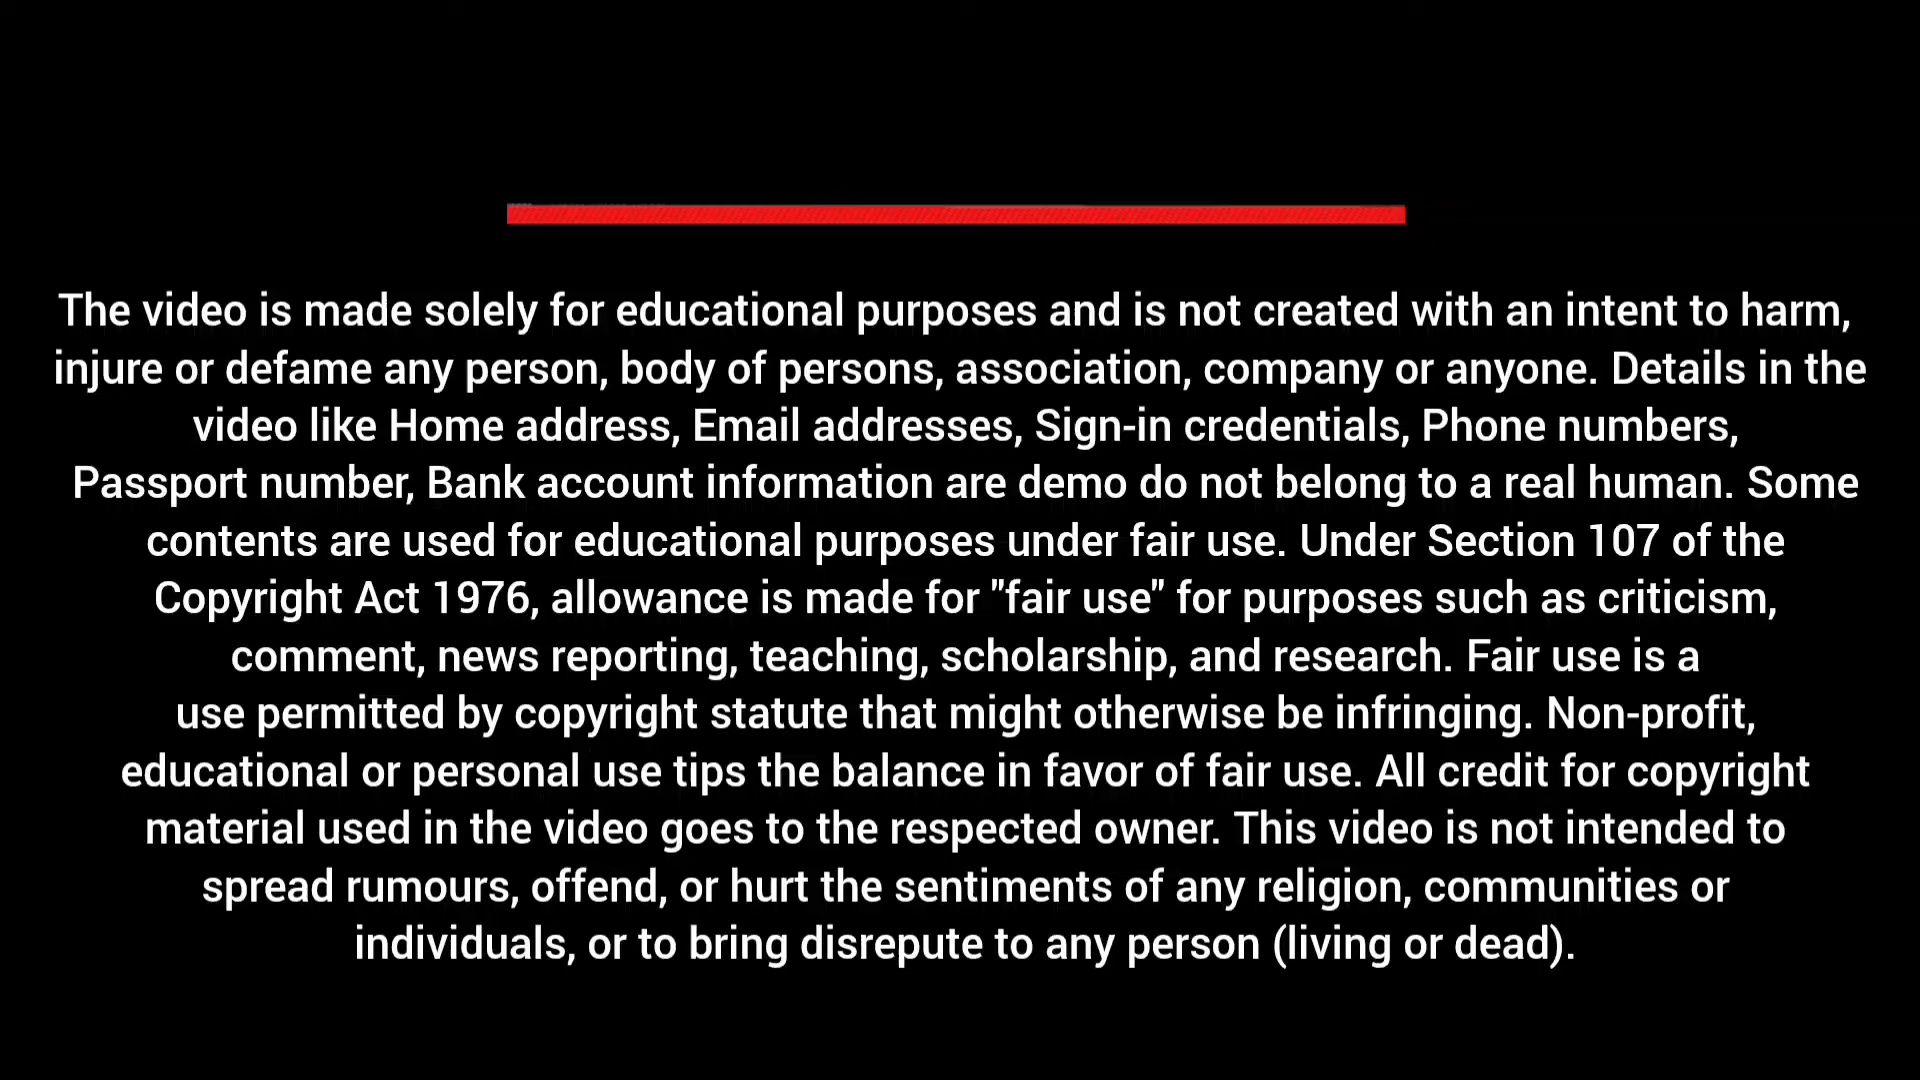 The video is made solely for educational purposes and is not created with an intent to harm,
injure or defame any person, body of persons, association, company or anyone. Details in the
video like Home address, Email addresses, Sign-in credentials, Phone numbers,
Passport number, Bank account information are demo do not belong to a real human. Some
contents are used for educational purposes under fair use. Under Section 107 of the
Copyright Act 1976, allowance is made for "fair use" for purposes such as criticism,
comment, news reporting, teaching, scholarship, and research. Fair use is a
use permitted by copyright statute that might otherwise be infringing. Non-profit,
educational or personal use tips the balance in favor of fair use. All credit for copyright
material used in the video goes to the respected owner. This video is not intended to
spread rumours, offend, or hurt the sentiments of any religion, communities or
individuals, or to bring disrepute to any person (living or dead).